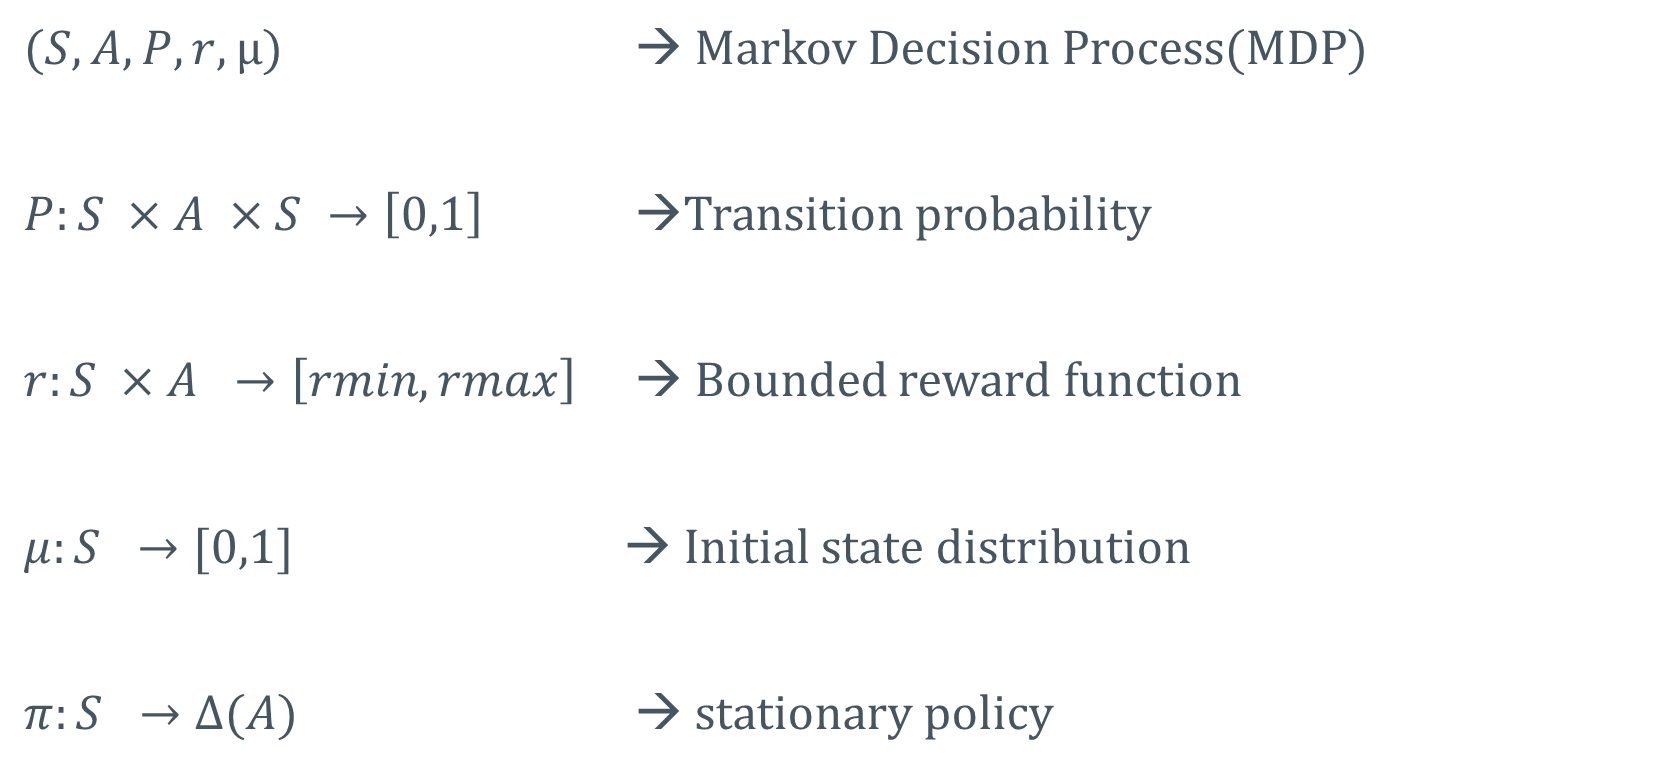 (S, A, P, r, μ) → Markov Decision Process(MDP)
P: S × A × S → [0,1] →Transition probability
r: S × A → [rmin, rmax] → Bounded reward function
μ: S → [0,1] → Initial state distribution
π: S → Δ(A) → stationary policy